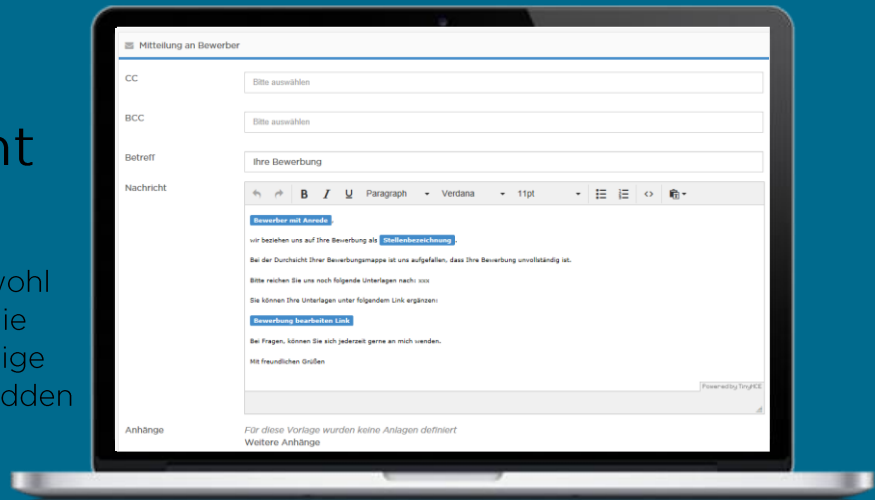 nt
wohl
ie
ige
dden
Mitteilung an Bewerber
CC
Bitte auswählen
BCC
Bitte auswählen
Betreff
Ihre Bewerbung
Nachricht
B I U Paragraph Verdana 11pt
Bewerber mit Anrede ,
wir beziehen uns auf Ihre Bewerbung als Stellenbezeichnung .
Bei der Durchsicht Ihrer Bewerbungsmappe ist uns aufgefallen, dass Ihre Bewerbung unvollständig ist.
Bitte reichen Sie uns noch folgende Unterlagen nach: xxx
Sie können Ihre Unterlagen unter folgendem Link ergänzen:
Bewerbung bearbeiten Link
Bei Fragen, können Sie sich jederzeit gerne an mich wenden.
Mit freundlichen Grüßen
Powered by TinyMCE
Anhänge
Für diese Vorlage wurden keine Anlagen definiert
Weitere Anhänge